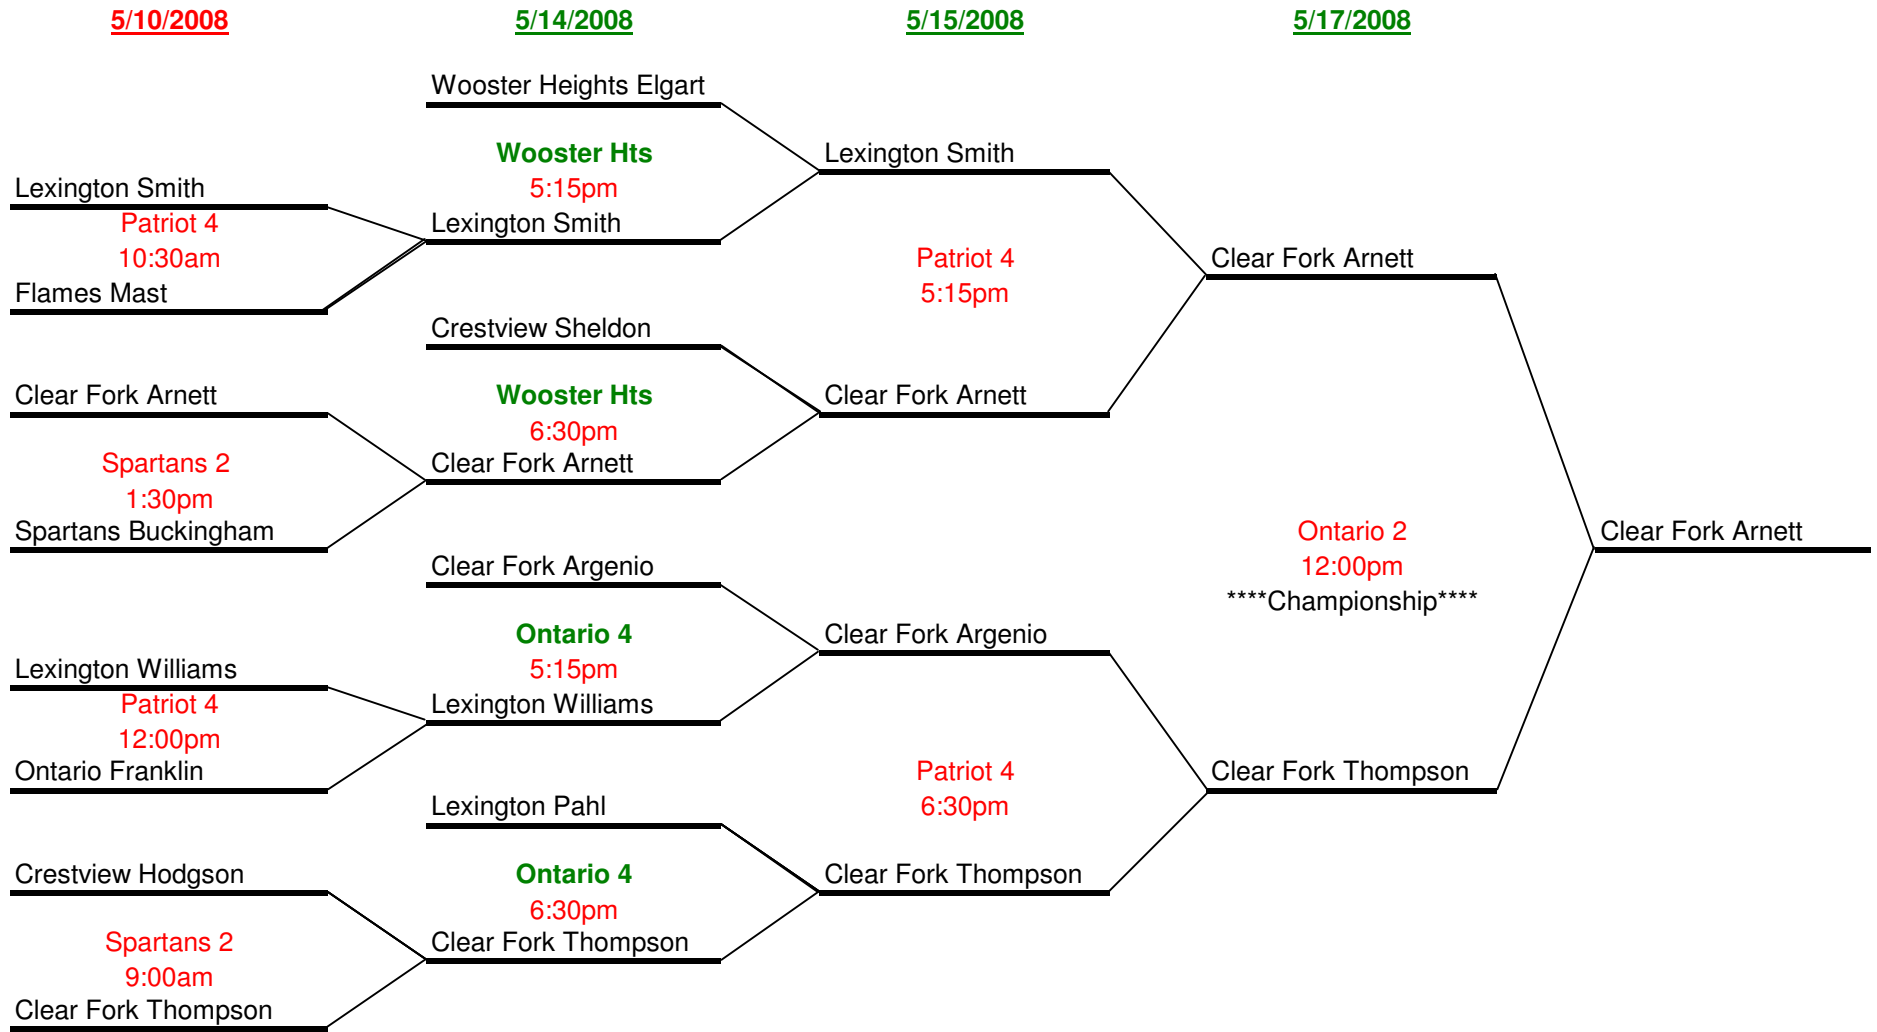 5/10/2008 5/14/2008 5/15/2008 5/17/2008
Wooster Heights Elgart
Wooster Hts Lexington Smith
Lexington Smith 5:15pm
Patriot 4 Lexington Smith
10:30am Patriot 4 Clear Fork Arnett
Flames Mast 5:15pm
Crestview Sheldon
Clear Fork Arnett Wooster Hts Clear Fork Arnett
6:30pm
Spartans 2 Clear Fork Arnett
1:30pm
Spartans Buckingham Ontario 2 Clear Fork Arnett
Clear Fork Argenio 12:00pm
****Championship****
Ontario 4 Clear Fork Argenio
Lexington Williams 5:15pm
Patriot 4 Lexington Williams
12:00pm
Ontario Franklin Patriot 4 Clear Fork Thompson
Lexington Pahl 6:30pm
Crestview Hodgson Ontario 4 Clear Fork Thompson
6:30pm
Spartans 2 Clear Fork Thompson
9:00am
Clear Fork Thompson